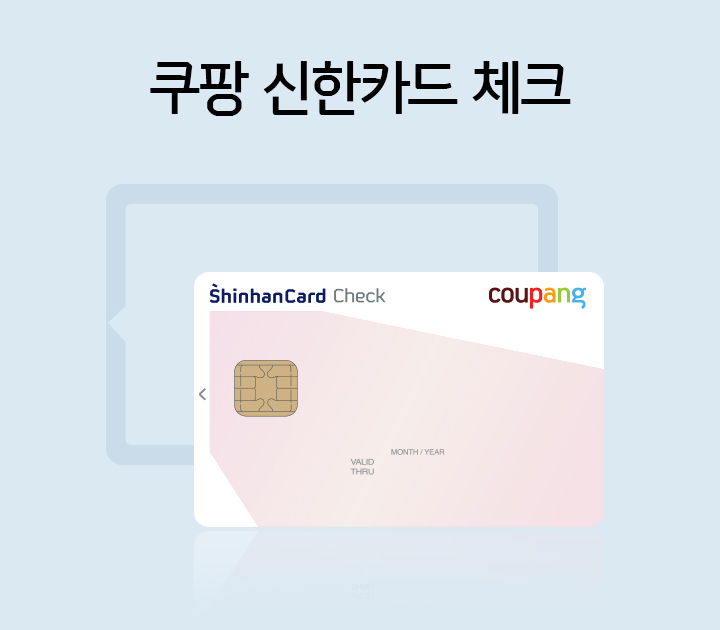 쿠팡 신한카드 체크
ShinhanCard Check
coupang
MONTH / YEAR
VALID
THRU